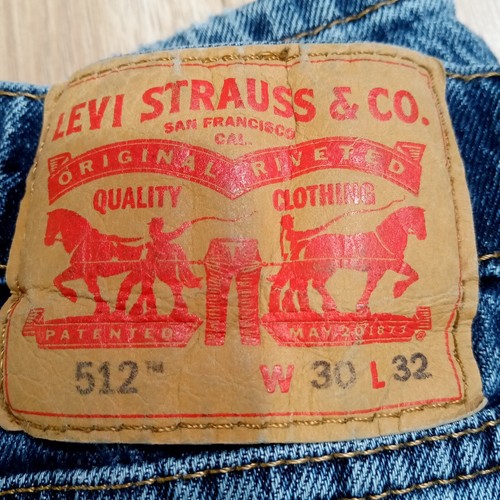 LEVI STRAUSS & CO.
SAN FRANCISCO
CAL.
ORIGINAL RIVETED
QUALITY CLOTHING
PATENTED MAY 20 1873
512™ W 30 L 32